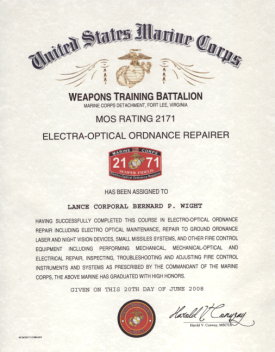 United States Marine Corps
WEAPONS TRAINING BATTALION
MARINE CORPS DETACHMENT, FORT LEE, VIRGINIA
MOS RATING 2171
ELECTRA-OPTICAL ORDNANCE REPAIRER
MARINE CORPS
21 71
HAS BEEN ASSIGNED TO
LANCE CORPORAL BERNARD P. WIGHT
HAVING SUCCESSFULLY COMPLETED THIS COURSE IN ELECTRO-OPTICAL ORDNANCE
REPAIR INCLUDING ELECTRO OPTICAL MAINTENANCE, REPAIR TO GROUND ORDNANCE
LASER AND NIGHT VISION DEVICES, SMALL MISSILES SYSTEMS, AND OTHER FIRE CONTROL
EQUIPMENT INCLUDING PERFORMING MECHANICAL, MECHANICAL-OPTICAL AND
ELECTRICAL REPAIR, INSPECTING, TROUBLESHOOTING AND ADJUSTING FIRE CONTROL
INSTRUMENTS AND SYSTEMS AS PRESCRIBED BY THE COMMANDANT OF THE MARINE
CORPS, THE ABOVE MARINE HAS GRADUATED WITH HIGH HONORS.
GIVEN ON THIS 20TH DAY OF JUNE 2008
Harold V. Conway